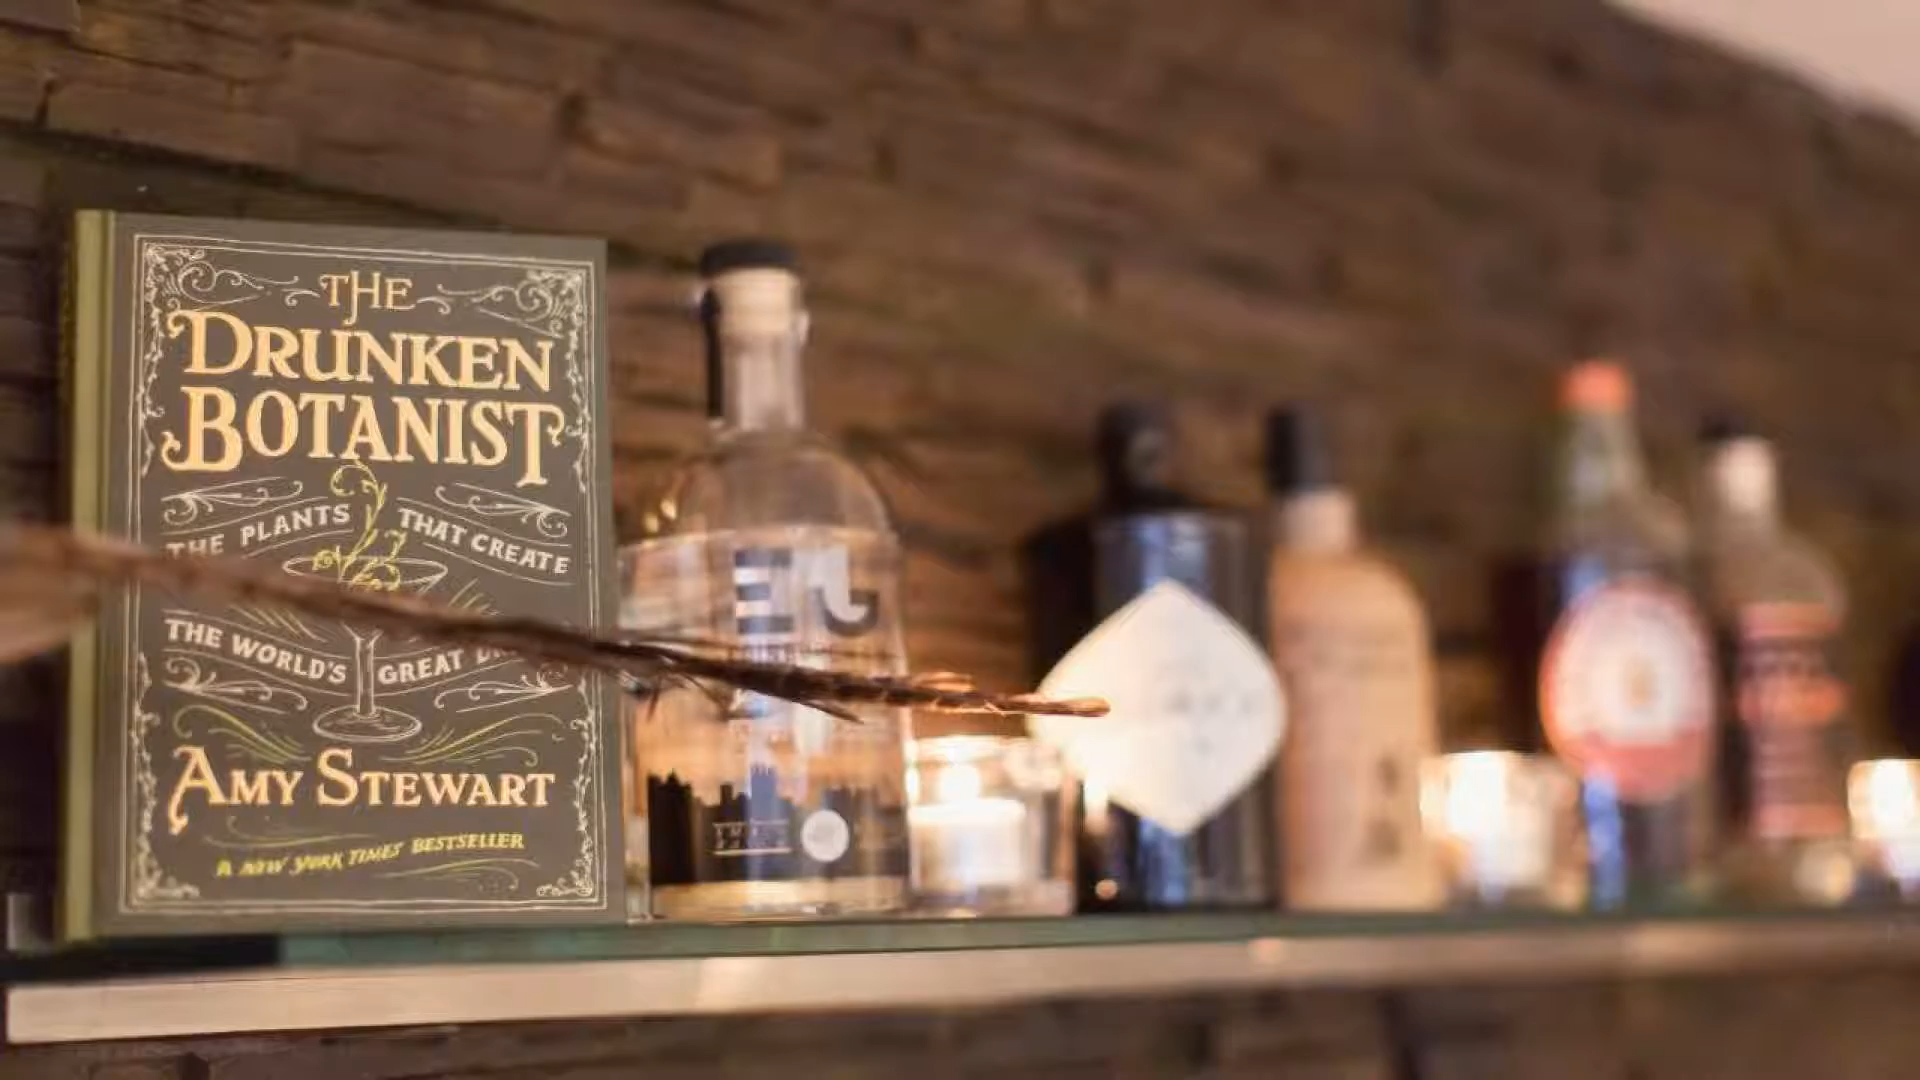 THE
DRUNKEN
BOTANIST
THE PLANTS THAT CREATE
THE WORLD'S GREAT
AMY STEWART
A NEW YORK TIMES BESTSELLER